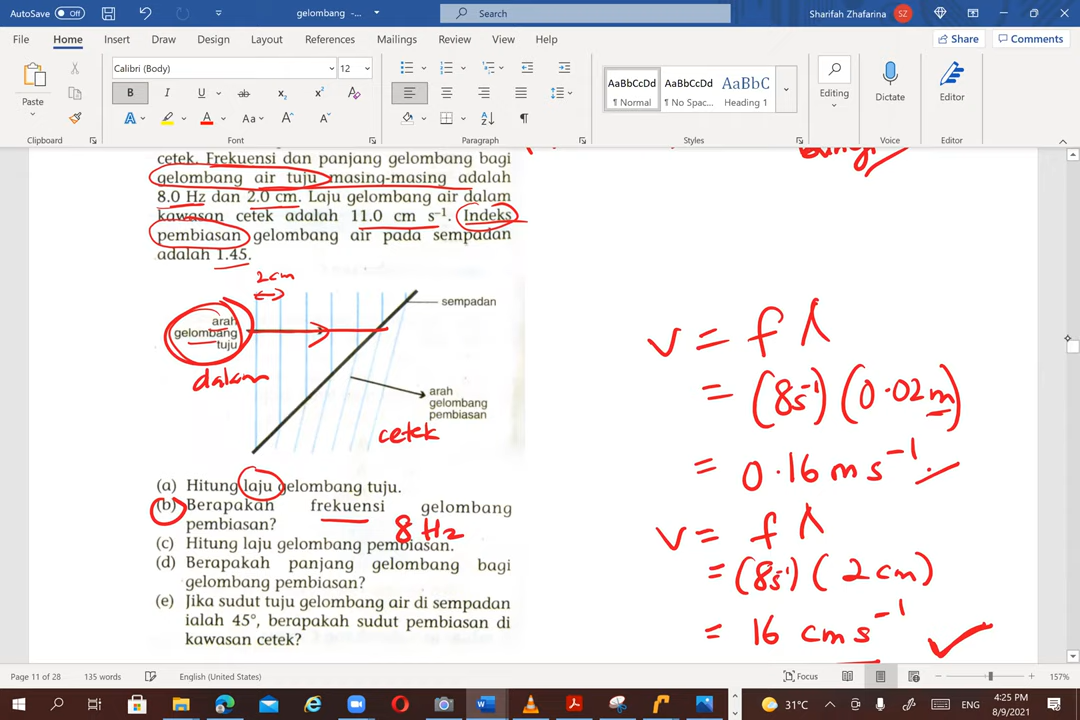 AutoSave Off gelombang -... Search Sharifah Zhafarina SZ
File Home Insert Draw Design Layout References Mailings Review View Help Share Comments
Calibri (Body) 12
Paste B I U ab x₂ x² A Aa A A AaBbCcDd AaBbCcDd AaBbC Editing Dictate Editor
¶ Normal ¶ No Spac... Heading 1
Clipboard Font Paragraph Styles Voice Editor
cetek. Frekuensi dan panjang gelombang bagi
gelombang air tuju masing-masing adalah
8.0 Hz dan 2.0 cm. Laju gelombang air dalam
kawasan cetek adalah 11.0 cm s⁻¹. Indeks
pembiasan gelombang air pada sempadan
adalah 1.45.
2cm
sempadan
arah
gelombang
tuju
dalam
arah
gelombang
pembiasan
cetek
(a) Hitung laju gelombang tuju.
(b) Berapakah frekuensi gelombang
pembiasan?
8 Hz
(c) Hitung laju gelombang pembiasan.
(d) Berapakah panjang gelombang bagi
gelombang pembiasan?
(e) Jika sudut tuju gelombang air di sempadan
ialah 45°, berapakah sudut pembiasan di
kawasan cetek?
v = f λ
= (8s⁻¹) (0.02m)
= 0.16 m s⁻¹
v = f λ
= (8s⁻¹) (2cm)
= 16 cm s⁻¹
Page 11 of 28 135 words English (United States) Focus 157%
31°C ENG 4:25 PM
8/9/2021